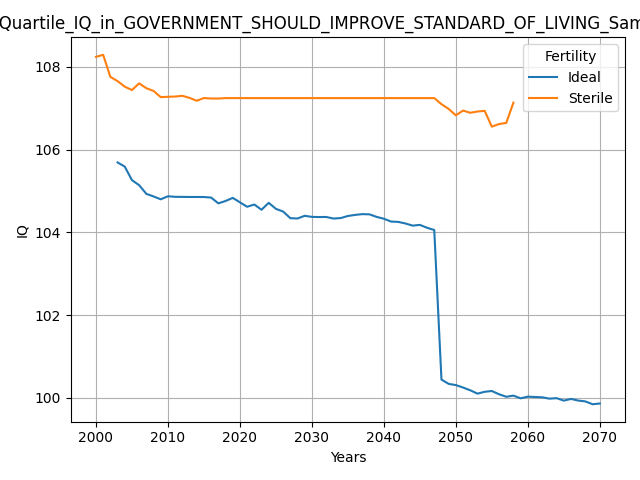 Quartile_IQ_in_GOVERNMENT_SHOULD_IMPROVE_STANDARD_OF_LIVING_Sam
108
106
104
102
100
IQ
Fertility
Ideal
Sterile
2000 2010 2020 2030 2040 2050 2060 2070
Years